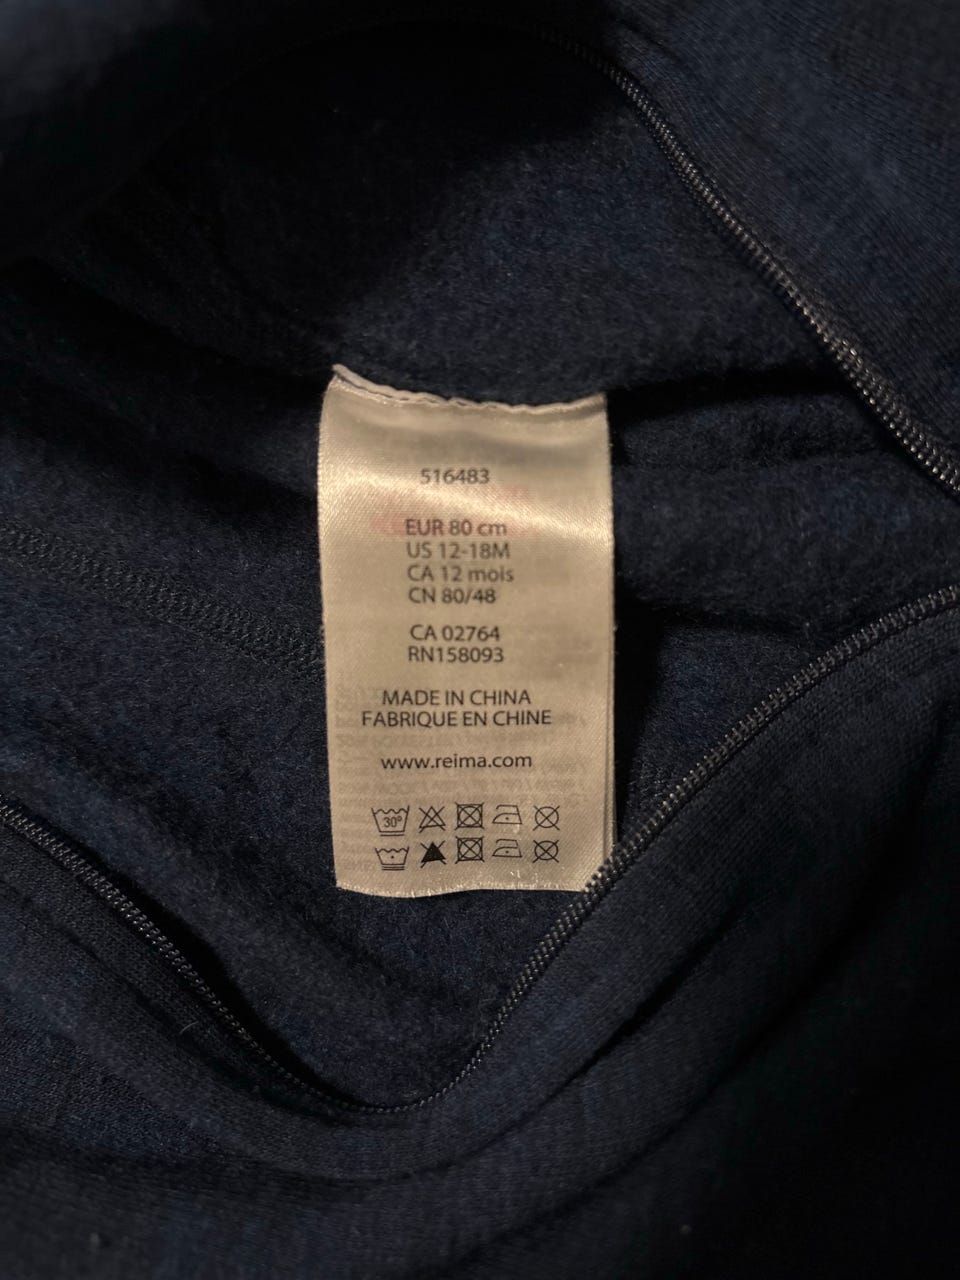 516483
EUR 80 cm
US 12-18M
CA 12 mois
CN 80/48
CA 02764
RN158093
MADE IN CHINA
FABRIQUE EN CHINE
www.reima.com
30°